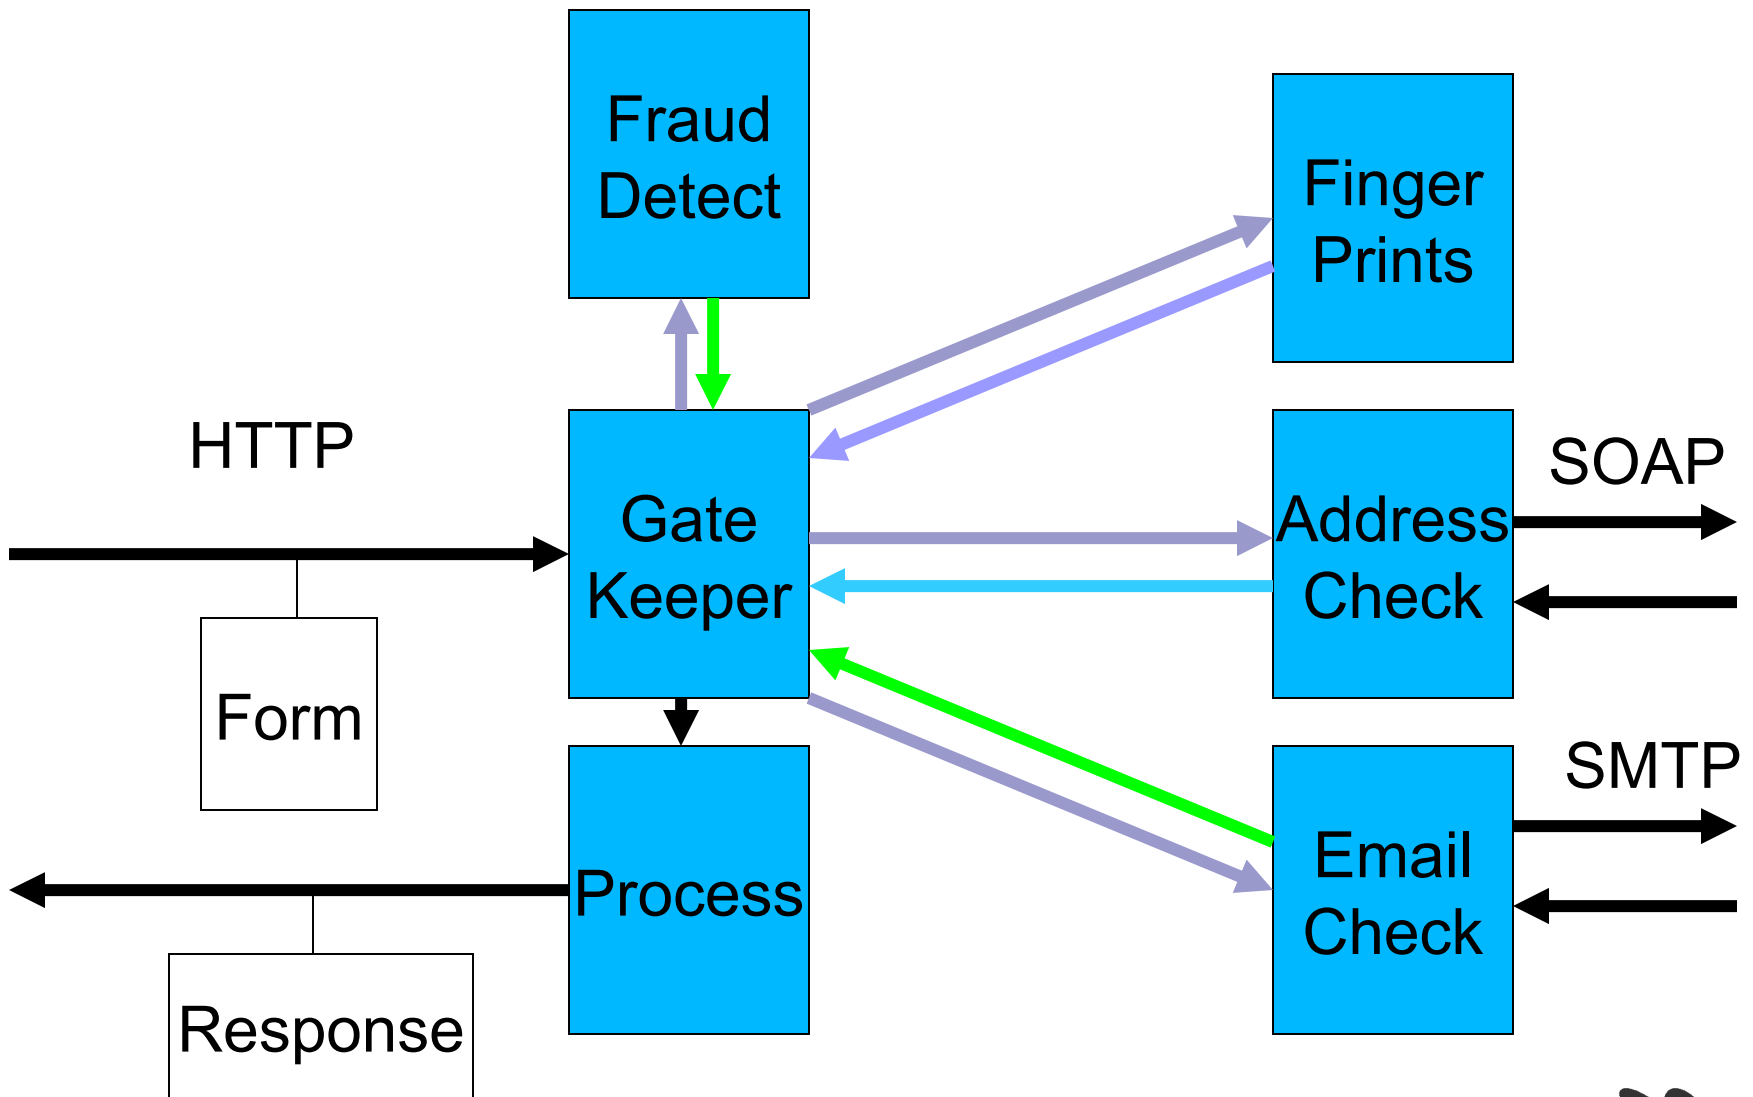 Fraud
Detect
Finger
Prints
HTTP
Gate
Keeper
Address
Check
SOAP
Form
Process
Email
Check
SMTP
Response